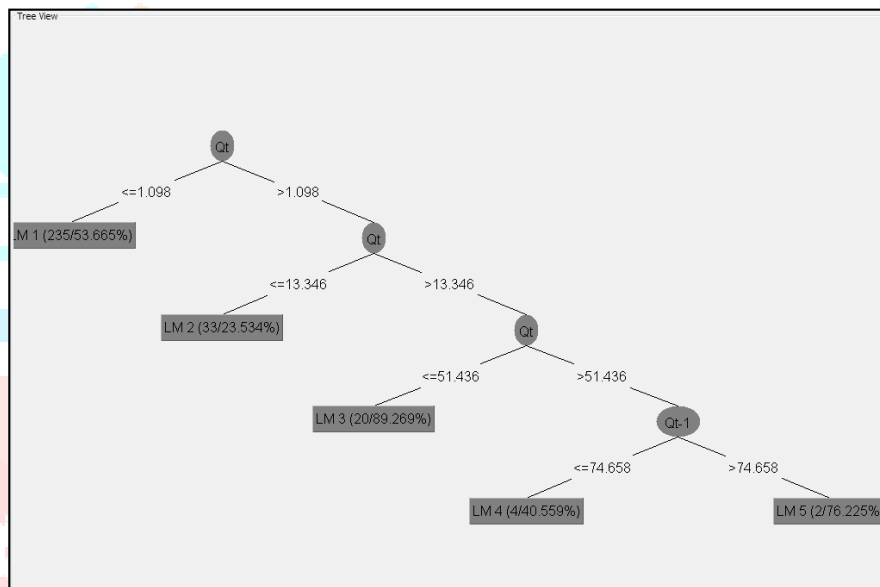 Tree View
Qt
<=1.098
>1.098
LM 1 (235/53.665%)
Qt
<=13.346
>13.346
LM 2 (33/23.534%)
Qt
<=51.436
>51.436
LM 3 (20/89.269%)
Qt-1
<=74.658
>74.658
LM 4 (4/40.559%)
LM 5 (2/76.225%